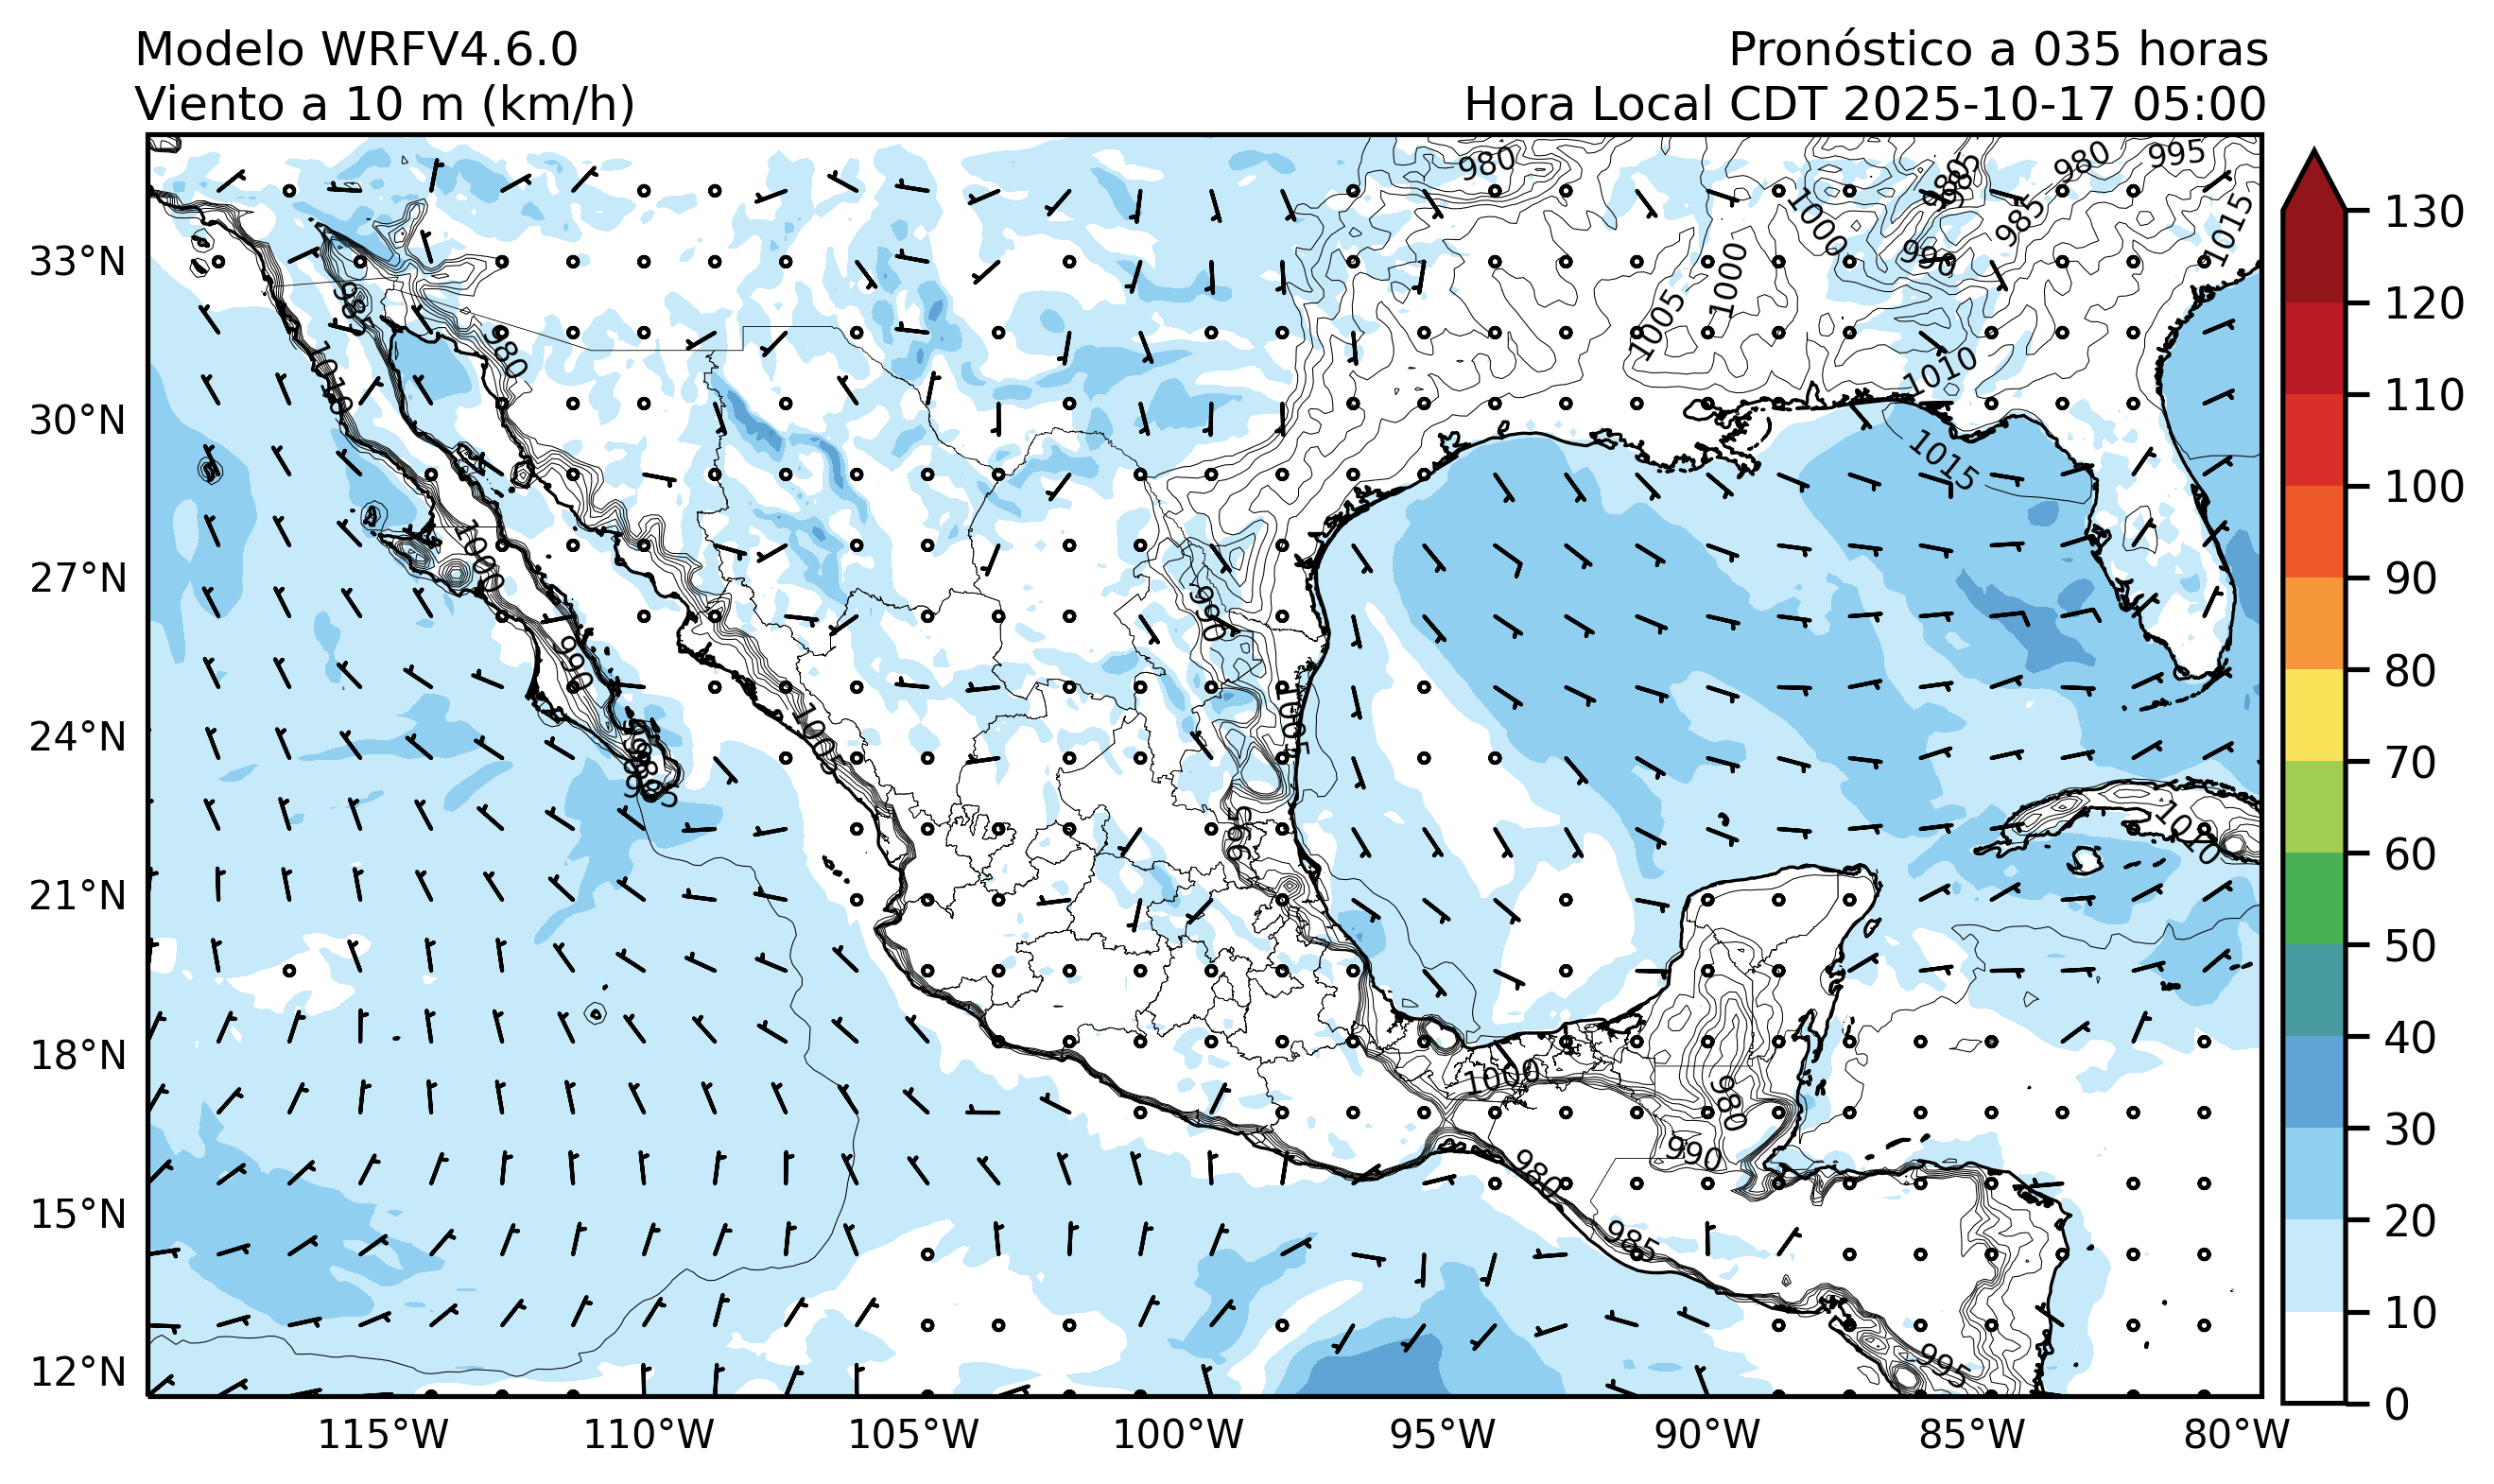 Modelo WRFV4.6.0
Pronóstico a 035 horas
Viento a 10 m (km/h)
Hora Local CDT 2025-10-17 05:00
33°N
30°N
27°N
24°N
21°N
18°N
15°N
12°N
115°W
110°W
105°W
100°W
95°W
90°W
85°W
80°W
130
120
110
100
90
80
70
60
50
40
30
20
10
0
980
985
980
995
1000
985
1015
990
1000
1005
980
1010
1010
1015
1000
990
990
1005
1005
985
995
1010
1000
980
990
980
985
995